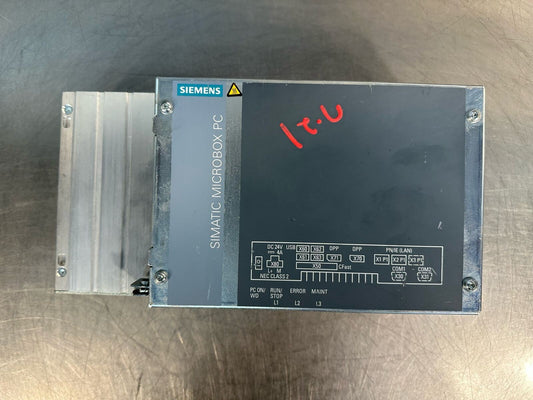 SIEMENS
SIMATIC MICROBOX PC
DC 24V USB X60 X62 DPP DPP PN/IE (LAN)
4A X61 X63 X71 X70 X1 P1 X2 P1 X3 P1
X80 X50 CFast COM1 COM2
L+ M X30 X31
NEC CLASS 2
PC ON/ RUN/ ERROR MAINT
WD STOP
L1 L2 L3